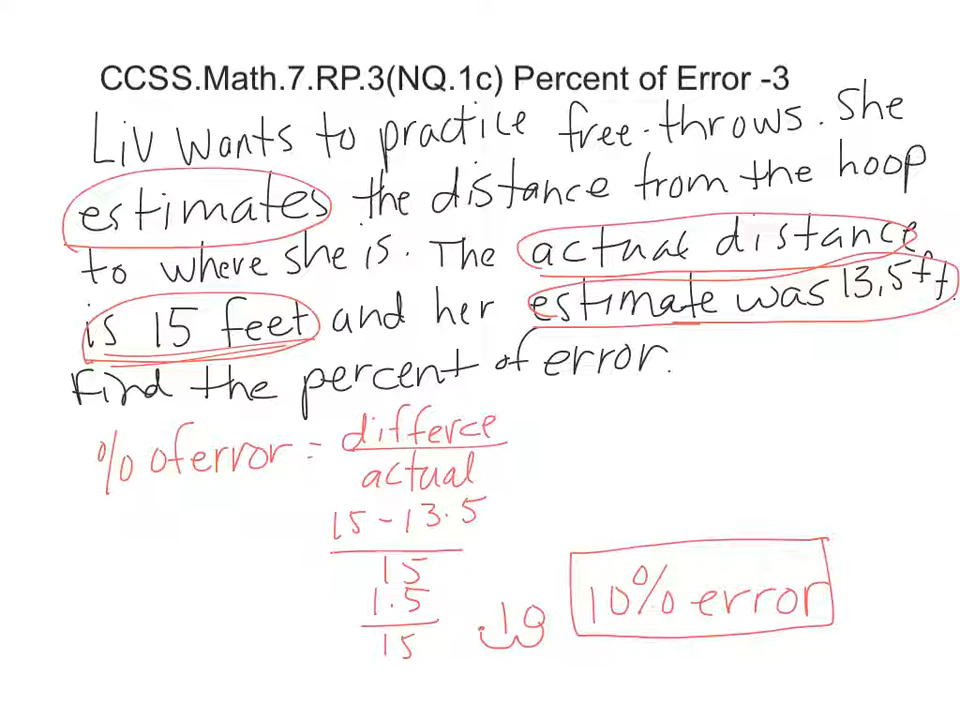 CCSS.Math.7.RP.3(NQ.1c) Percent of Error -3
Liv wants to practice free-throws. She
estimates the distance from the hoop
to where she is. The actual distance
is 15 feet and her estimate was 13.5ft.
Find the percent of error.
% of error = differce
actual
15 - 13.5
15
1.5
15
.10
10% error